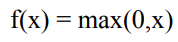 f(x) = max(0,x)